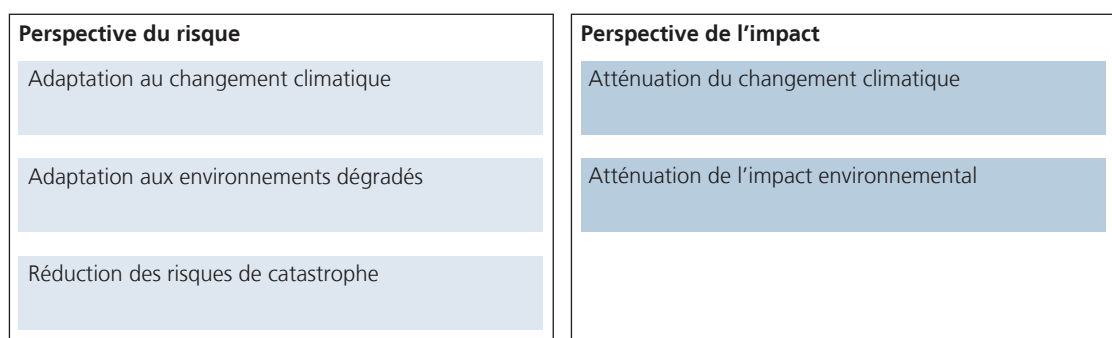 Perspective du risque
Adaptation au changement climatique
Adaptation aux environnements dégradés
Réduction des risques de catastrophe
Perspective de l’impact
Atténuation du changement climatique
Atténuation de l’impact environnemental